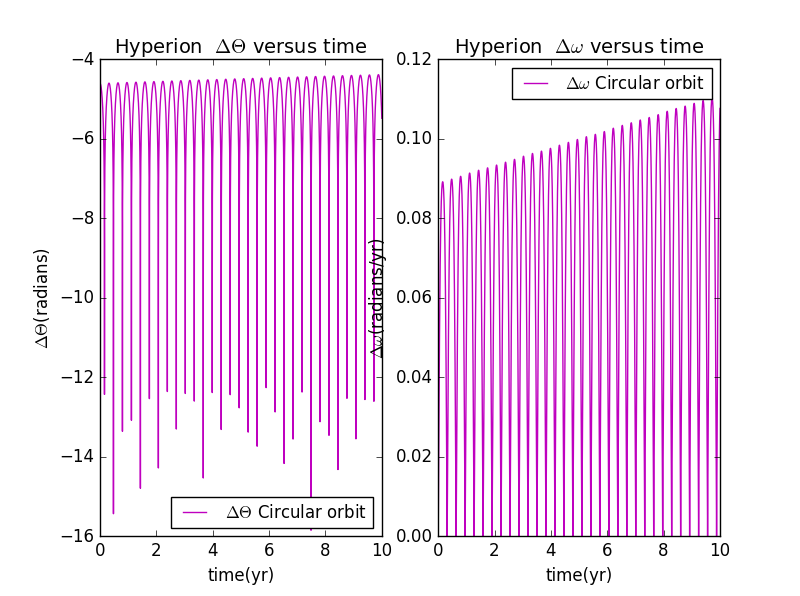 Hyperion ΔΘ versus time
−4
−6
−8
−10
−12
−14
−16
ΔΘ(radians)
ΔΘ Circular orbit
0 2 4 6 8 10
time(yr)
Hyperion Δω versus time
0.12
0.10
0.08
0.06
0.04
0.02
0.00
Δω(radians/yr)
Δω Circular orbit
0 2 4 6 8 10
time(yr)